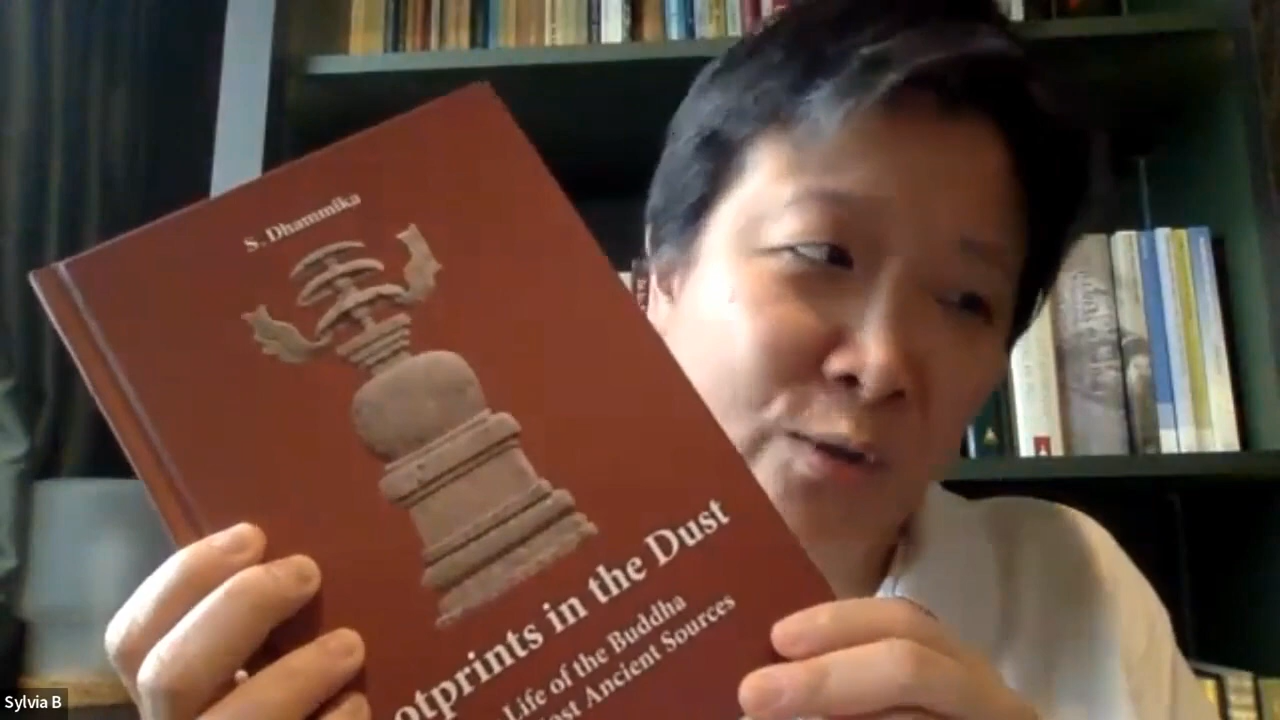 S. Dhammika
otprints in the Dust
Life of the Buddha
ost Ancient Sources
Sylvia B